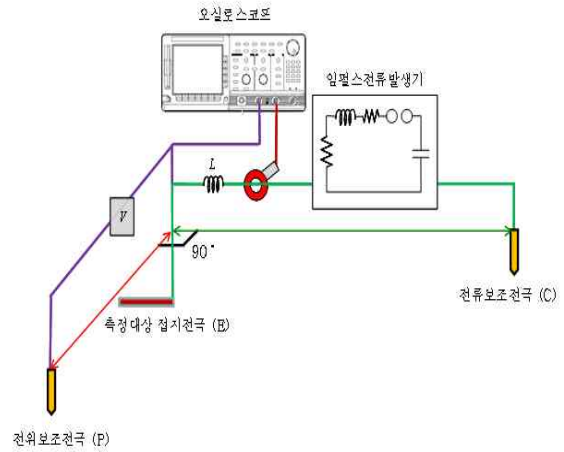 오실로스코프
임펄스전류발생기
L
V
90°
전류보조전극 (C)
측정대상 접지전극 (E)
전위보조전극 (P)